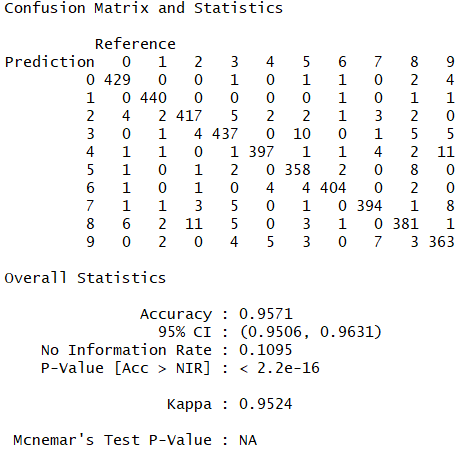 Confusion Matrix and Statistics
Reference
Prediction 0 1 2 3 4 5 6 7 8 9
0 429 0 0 1 0 1 1 0 2 4
1 0 440 0 0 0 0 1 0 1 1
2 4 2 417 5 2 2 1 3 2 0
3 0 1 4 437 0 10 0 1 5 5
4 1 1 0 1 397 1 1 4 2 11
5 1 0 1 2 0 358 2 0 8 0
6 1 0 1 0 4 4 404 0 2 0
7 1 1 3 5 0 1 0 394 1 8
8 6 2 11 5 0 3 1 0 381 1
9 0 2 0 4 5 3 0 7 3 363
Overall Statistics
Accuracy : 0.9571
95% CI : (0.9506, 0.9631)
No Information Rate : 0.1095
P-Value [Acc > NIR] : < 2.2e-16
Kappa : 0.9524
Mcnemar's Test P-Value : NA